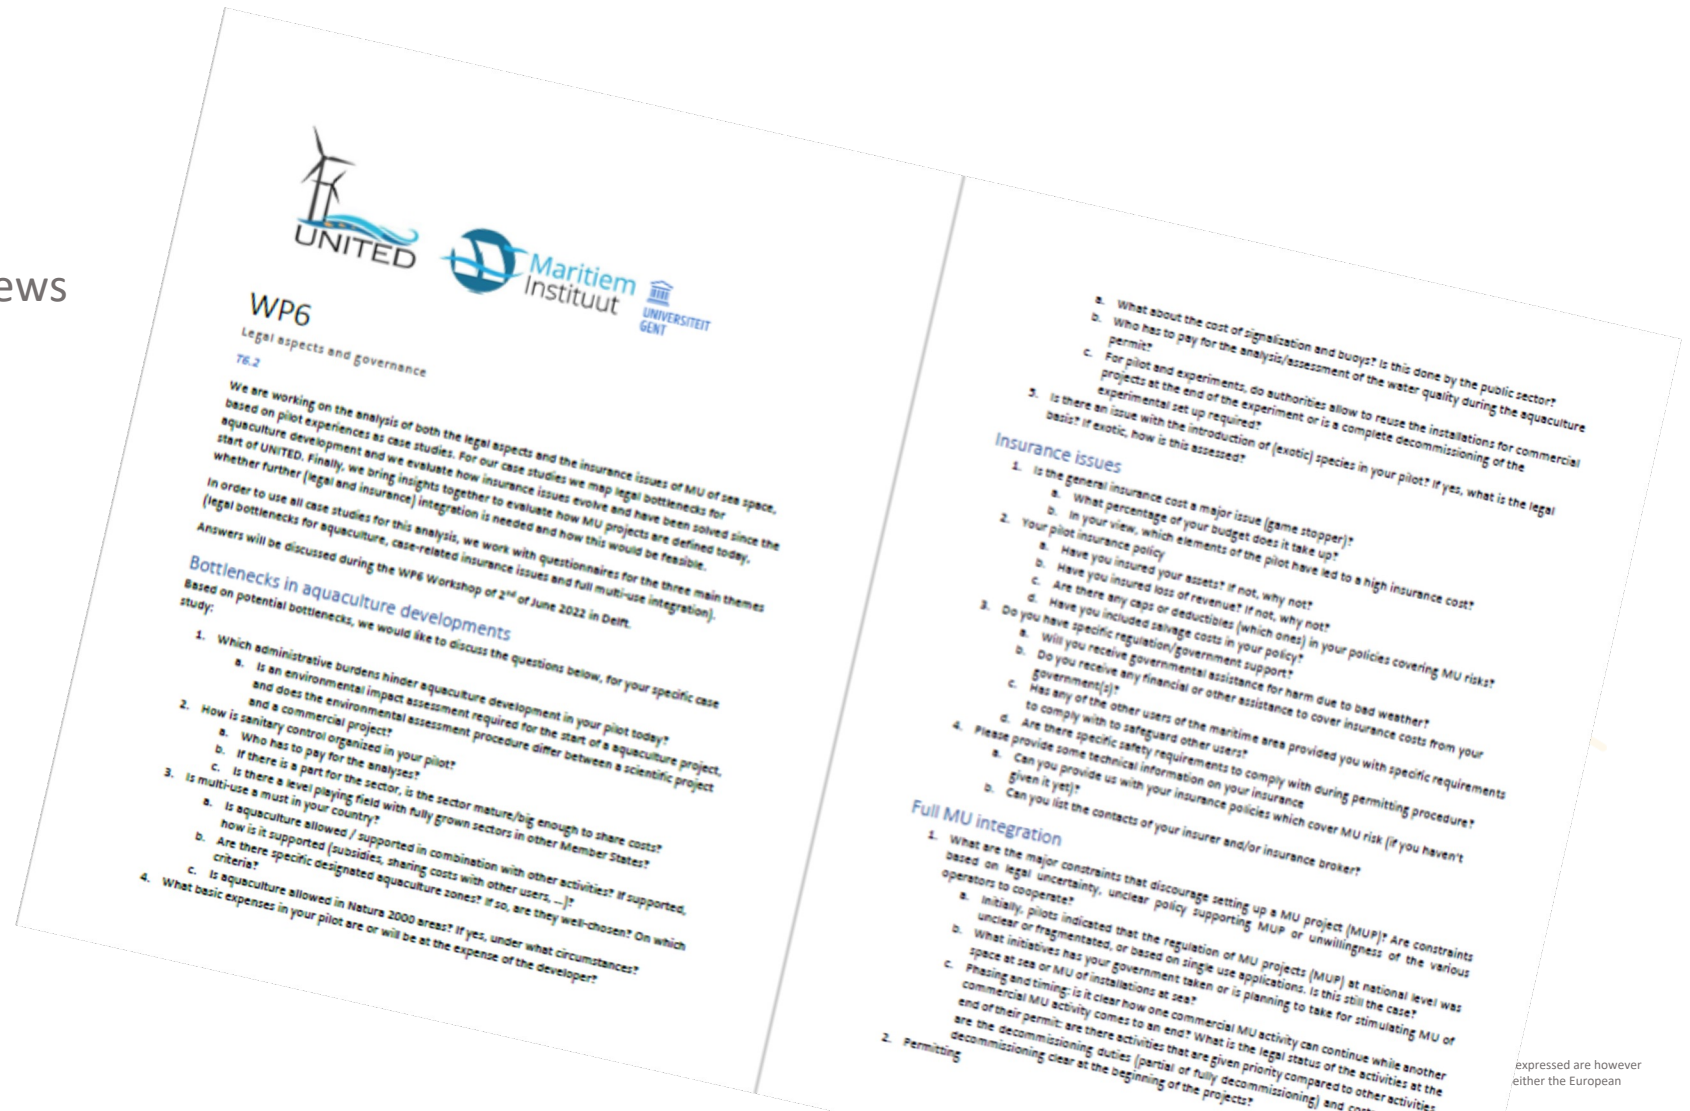 ews
UNITED
Maritiem
Instituut
UNIVERSITEIT
GENT
WP6
Legal aspects and governance
T6.2
We are working on the analysis of both the legal aspects and the insurance issues of MU of sea space,
based on pilot experiences as case studies. For our case studies we map legal bottlenecks for
aquaculture development and we evaluate how insurance issues evolve and have been solved since the
start of UNITED. Finally, we bring insights together to evaluate how MU projects are defined today,
whether further (legal and insurance) integration is needed and how this would be feasible.
In order to use all case studies for this analysis, we work with questionnaires for the three main themes
(legal bottlenecks for aquaculture, case-related insurance issues and full multi-use integration).
Answers will be discussed during the WP6 Workshop of 2nd of June 2022 in Delft.
Bottlenecks in aquaculture developments
Based on potential bottlenecks, we would like to discuss the questions below, for your specific case
study:
1. Which administrative burdens hinder aquaculture development in your pilot today?
a. Is an environmental impact assessment required for the start of a aquaculture project,
and does the environmental assessment procedure differ between a scientific project
and a commercial project?
2. How is sanitary control organized in your pilot?
a. Who has to pay for the analyses?
b. If there is a part for the sector, is the sector mature/big enough to share costs?
c. Is there a level playing field with fully grown sectors in other Member States?
3. Is multi-use a must in your country?
a. Is aquaculture allowed / supported in combination with other activities? If supported,
how is it supported (subsidies, sharing costs with other users, ...)?
b. Are there specific designated aquaculture zones? If so, are they well-chosen? On which
criteria?
c. Is aquaculture allowed in Natura 2000 areas? If yes, under what circumstances?
4. What basic expenses in your pilot are or will be at the expense of the developer?
a. What about the cost of signalization and buoys? Is this done by the public sector?
b. Who has to pay for the analysis/assessment of the water quality during the aquaculture
permit?
c. For pilot and experiments, do authorities allow to reuse the installations for commercial
projects at the end of the experiment or is a complete decommissioning of the
experimental set up required?
5. Is there an issue with the introduction of (exotic) species in your pilot? If yes, what is the legal
basis? If exotic, how is this assessed?
Insurance issues
1. Is the general insurance cost a major issue (game stopper)?
a. What percentage of your budget does it take up?
b. In your view, which elements of the pilot have led to a high insurance cost?
2. Your pilot insurance policy
a. Have you insured your assets? If not, why not?
b. Have you insured loss of revenue? If not, why not?
c. Are there any caps or deductibles (which ones) in your policies covering MU risks?
d. Have you included salvage costs in your policy?
3. Do you have specific regulation/government support?
a. Will you receive governmental assistance for harm due to bad weather?
b. Do you receive any financial or other assistance to cover insurance costs from your
government(s)?
c. Has any of the other users of the maritime area provided you with specific requirements
to comply with to safeguard other users?
d. Are there specific safety requirements to comply with during permitting procedure?
4. Please provide some technical information on your insurance
a. Can you provide us with your insurance policies which cover MU risk (if you haven't
given it yet)?
b. Can you list the contacts of your insurer and/or insurance broker?
Full MU integration
1. What are the major constraints that discourage setting up a MU project (MUP)? Are constraints
based on legal uncertainty, unclear policy supporting MUP or unwillingness of the various
operators to cooperate?
a. Initially, pilots indicated that the regulation of MU projects (MUP) at national level was
unclear or fragmented, or based on single use applications. Is this still the case?
b. What initiatives has your government taken or is planning to take for stimulating MU of
space at sea or MU of installations at sea?
c. Phasing and timing: is it clear how one commercial MU activity can continue while another
commercial MU activity comes to an end? What is the legal status of the activities at the
end of their permit: are there activities that are given priority compared to other activities
are the decommissioning duties (partial of fully decommissioning) and
decommissioning clear at the beginning of the projects?
2. Permitting
expressed are however
either the European